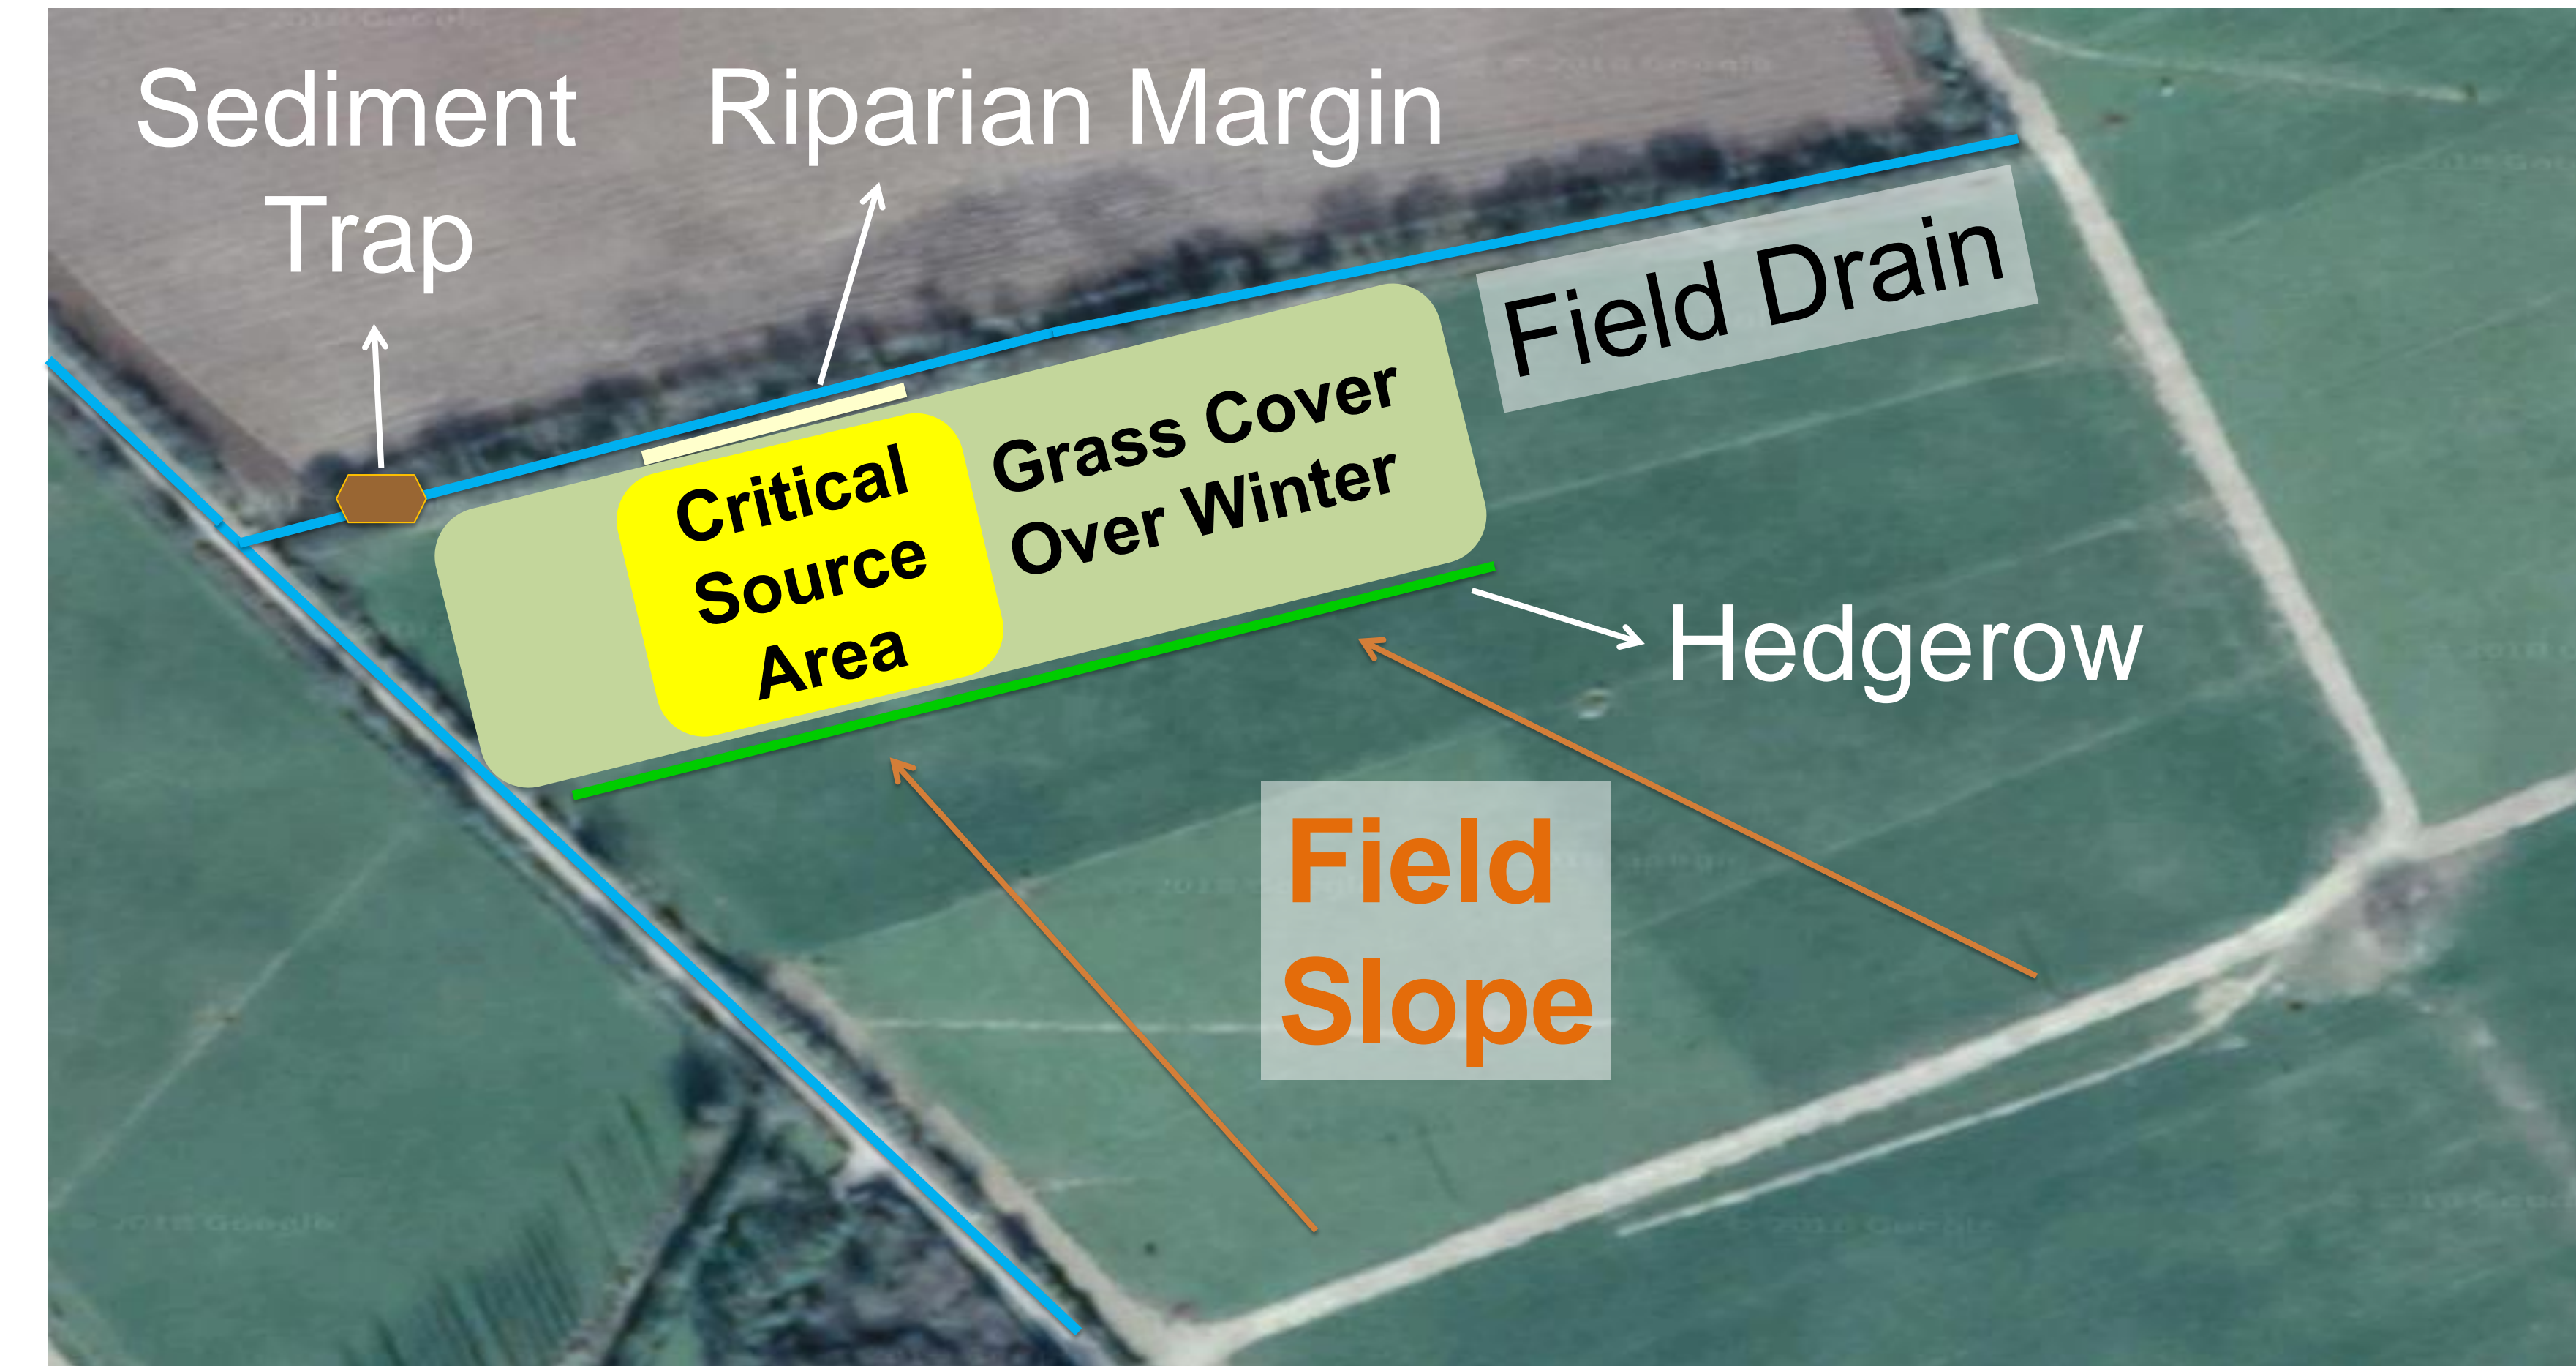 Sediment
Trap
Riparian Margin
Field Drain
Grass Cover
Over Winter
Critical
Source
Area
Hedgerow
Field
Slope